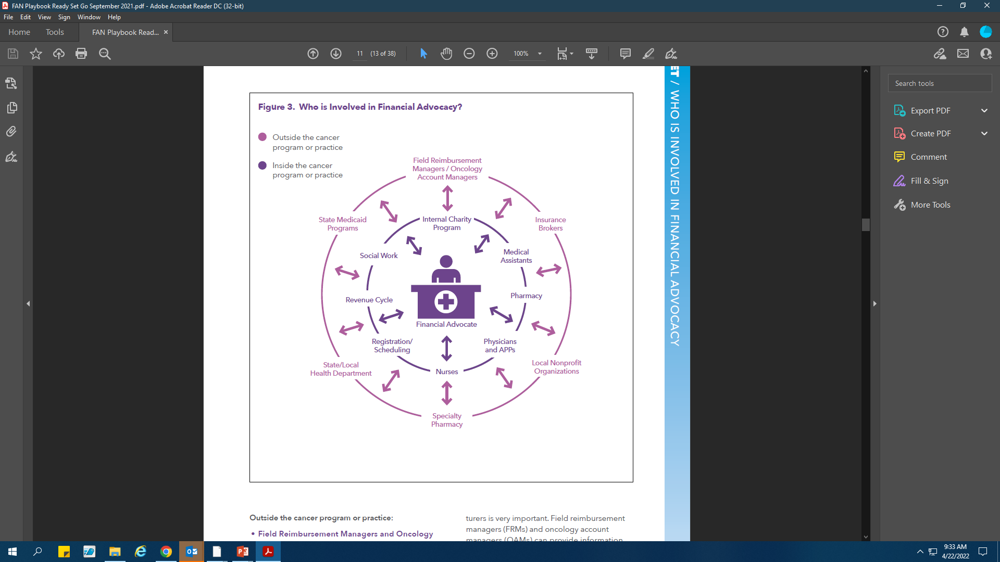 FAN Playbook Ready Set Go September 2021.pdf - Adobe Acrobat Reader DC (32-bit)
File Edit View Sign Window Help
Home Tools FAN Playbook Read... ×
11 (13 of 38) 100%
Search tools
Export PDF
Create PDF
Comment
Fill & Sign
More Tools
ET / WHO IS INVOLVED IN FINANCIAL ADVOCACY
Figure 3. Who is Involved in Financial Advocacy?
Outside the cancer
program or practice
Inside the cancer
program or practice
Field Reimbursement
Managers / Oncology
Account Managers
State Medicaid
Programs
Internal Charity
Program
Insurance
Brokers
Social Work
Medical
Assistants
Revenue Cycle
Pharmacy
Financial Advocate
Registration/
Scheduling
Physicians
and APPs
State/Local
Health Department
Nurses
Local Nonprofit
Organizations
Specialty
Pharmacy
Outside the cancer program or practice:
• Field Reimbursement Managers and Oncology
turers is very important. Field reimbursement
managers (FRMs) and oncology account
managers (OAMs) can provide information
9:33 AM
4/22/2022